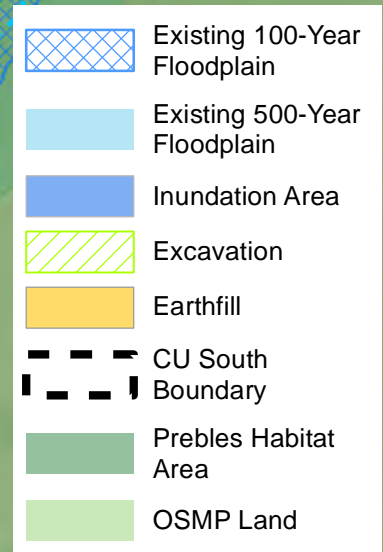 Existing 100-Year
Floodplain
Existing 500-Year
Floodplain
Inundation Area
Excavation
Earthfill
CU South
Boundary
Prebles Habitat
Area
OSMP Land